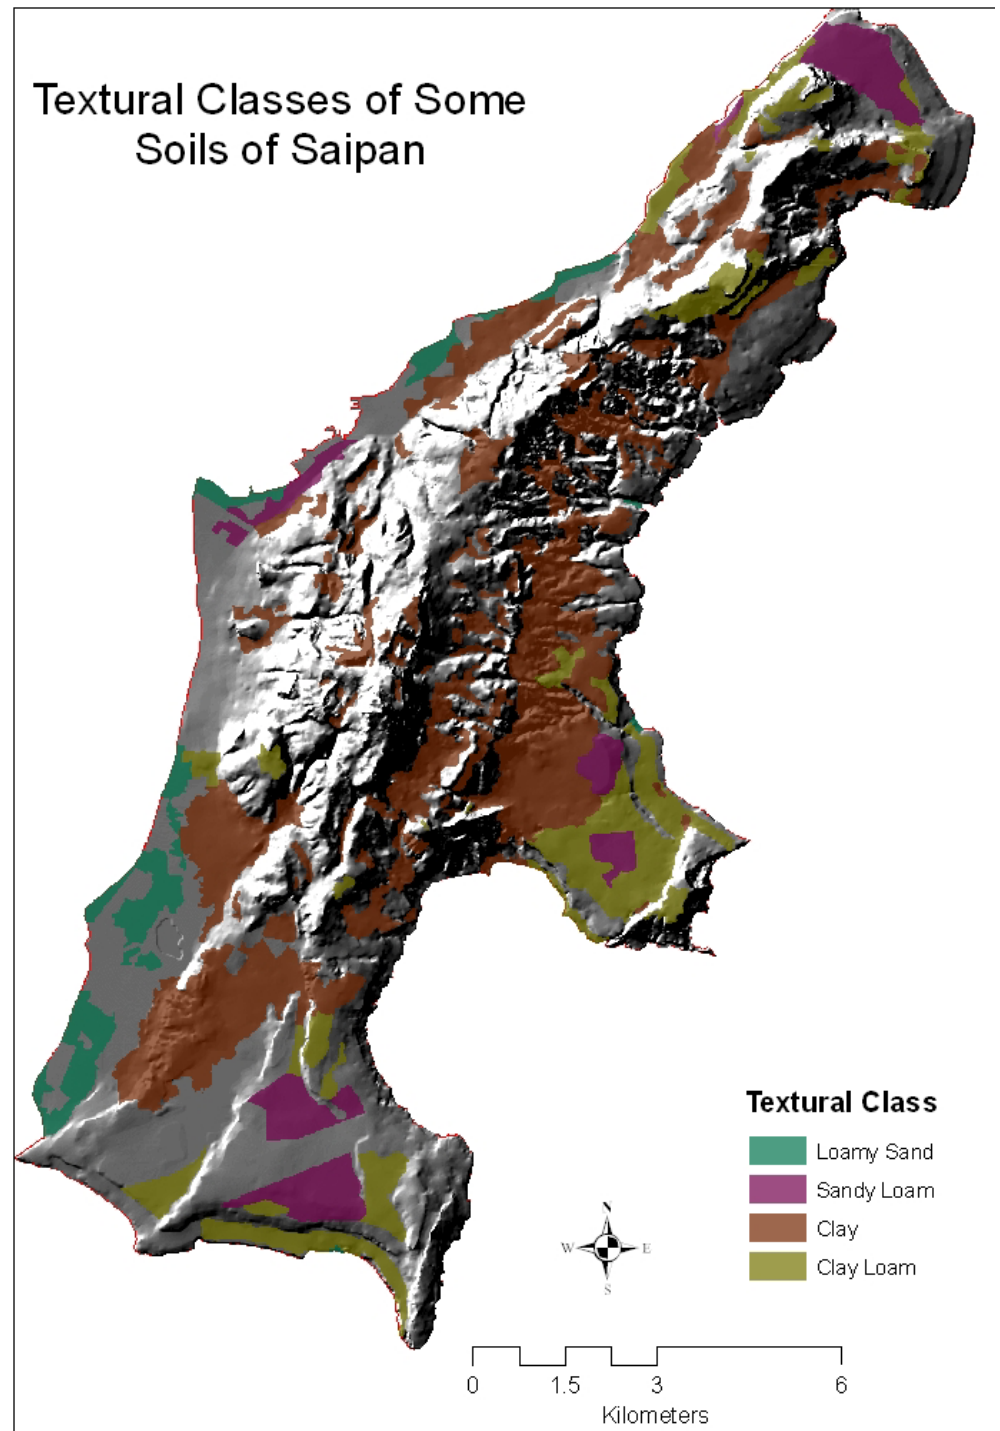 Textural Classes of Some
Soils of Saipan
Textural Class
Loamy Sand
Sandy Loam
Clay
Clay Loam
N
W E
S
0 1.5 3 6
Kilometers